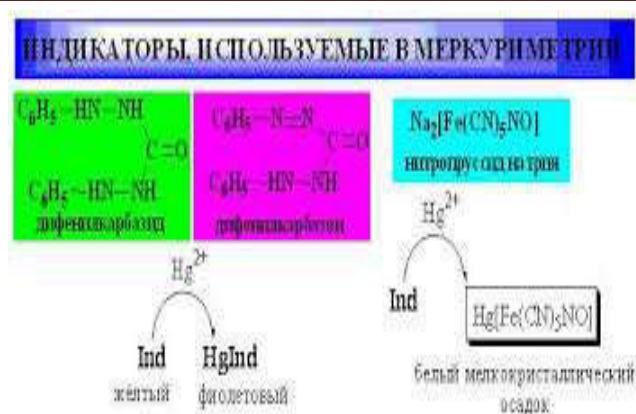 ИНДИКАТОРЫ, ИСПОЛЬЗУЕМЫЕ В МЕРКУРИМЕТРИИ
C₆H₅—HN—NH
C=O
C₆H₅—HN—NH
дифенилкарбазид
C₆H₅—N=N
C=O
C₆H₅—HN—NH
дифенилкарбазон
Na₂[Fe(CN)₅NO]
нитропруссид натрия
Hg²⁺
Ind HgInd
жёлтый фиолетовый
Hg²⁺
Ind
Hg[Fe(CN)₅NO]
белый мелкокристаллический
осадок